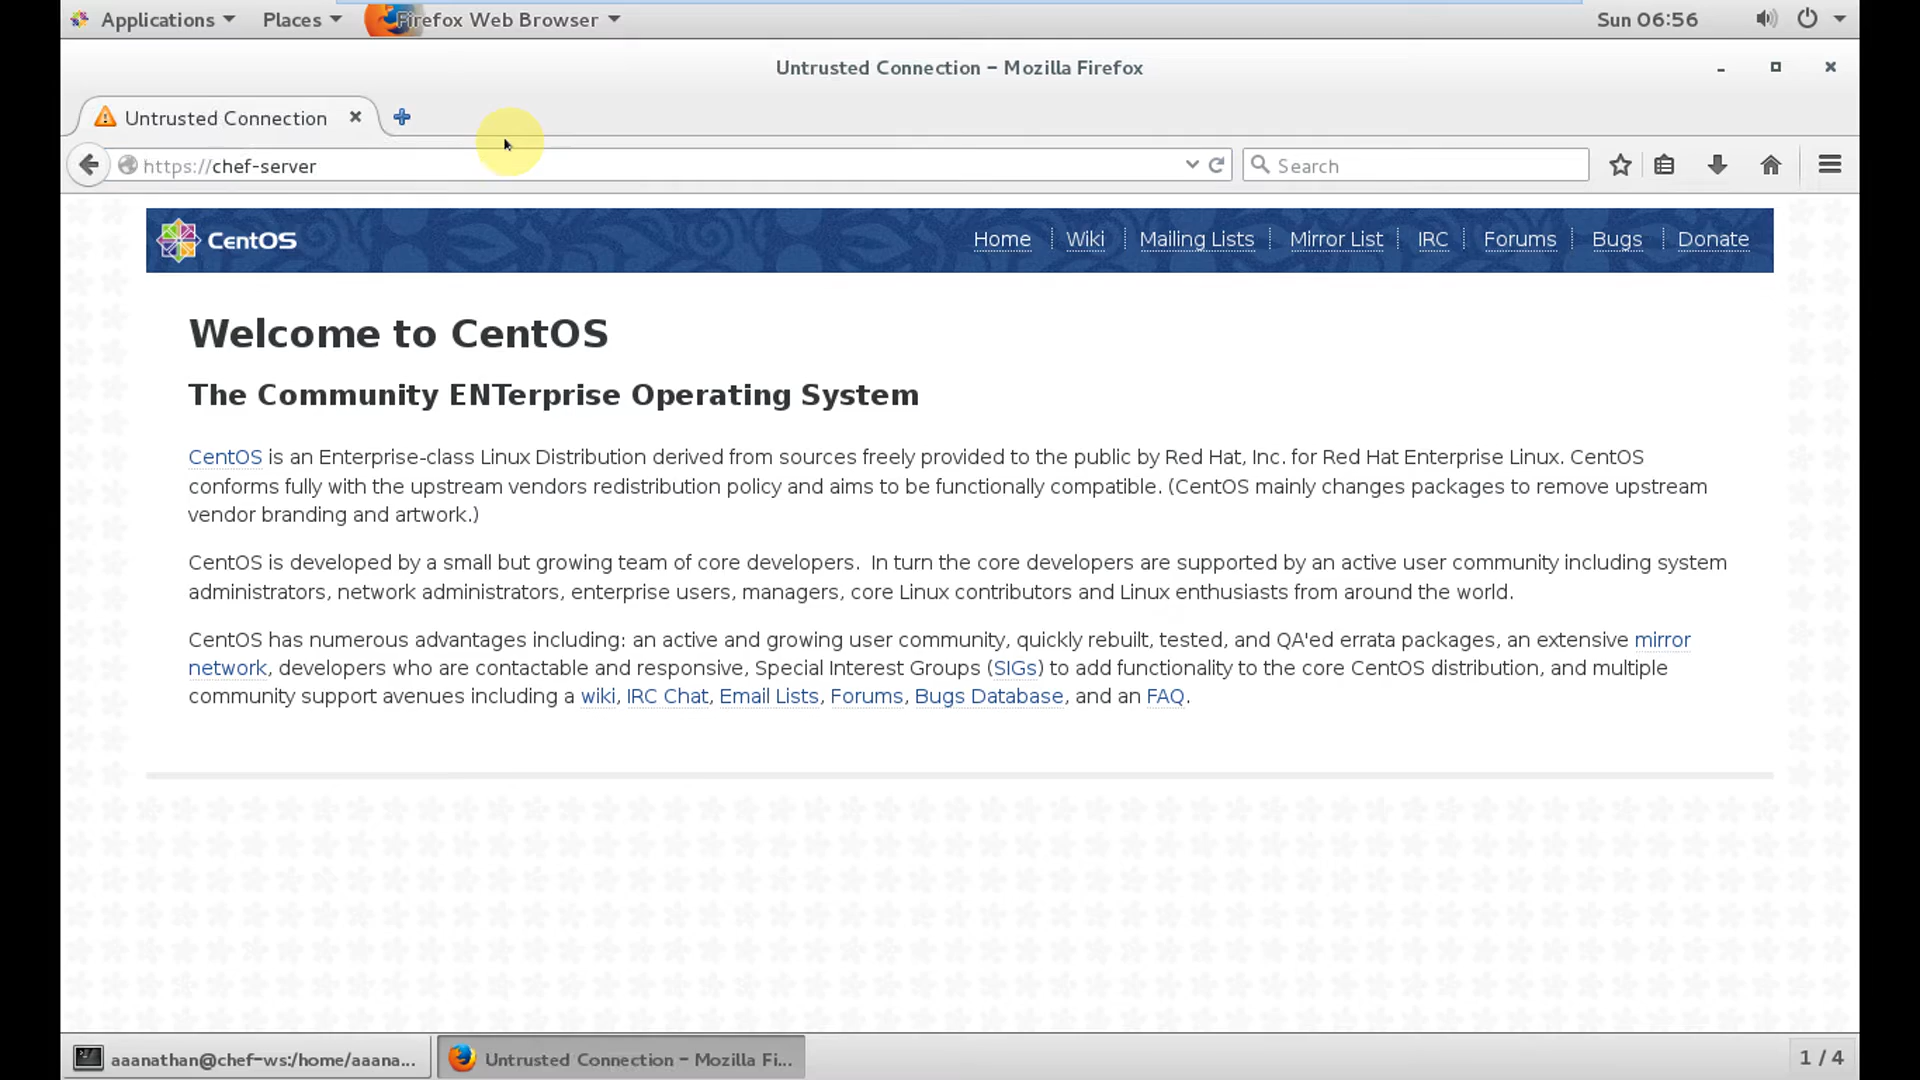 Applications Places Firefox Web Browser Sun 06:56
Untrusted Connection – Mozilla Firefox
Untrusted Connection
https://chef-server Search
CentOS Home Wiki Mailing Lists Mirror List IRC Forums Bugs Donate
Welcome to CentOS
The Community ENTerprise Operating System
CentOS is an Enterprise-class Linux Distribution derived from sources freely provided to the public by Red Hat, Inc. for Red Hat Enterprise Linux. CentOS
conforms fully with the upstream vendors redistribution policy and aims to be functionally compatible. (CentOS mainly changes packages to remove upstream
vendor branding and artwork.)
CentOS is developed by a small but growing team of core developers.  In turn the core developers are supported by an active user community including system
administrators, network administrators, enterprise users, managers, core Linux contributors and Linux enthusiasts from around the world.
CentOS has numerous advantages including: an active and growing user community, quickly rebuilt, tested, and QA'ed errata packages, an extensive mirror
network, developers who are contactable and responsive, Special Interest Groups (SIGs) to add functionality to the core CentOS distribution, and multiple
community support avenues including a wiki, IRC Chat, Email Lists, Forums, Bugs Database, and an FAQ.
aaanathan@chef-ws:/home/aaana... Untrusted Connection – Mozilla Fi... 1 / 4